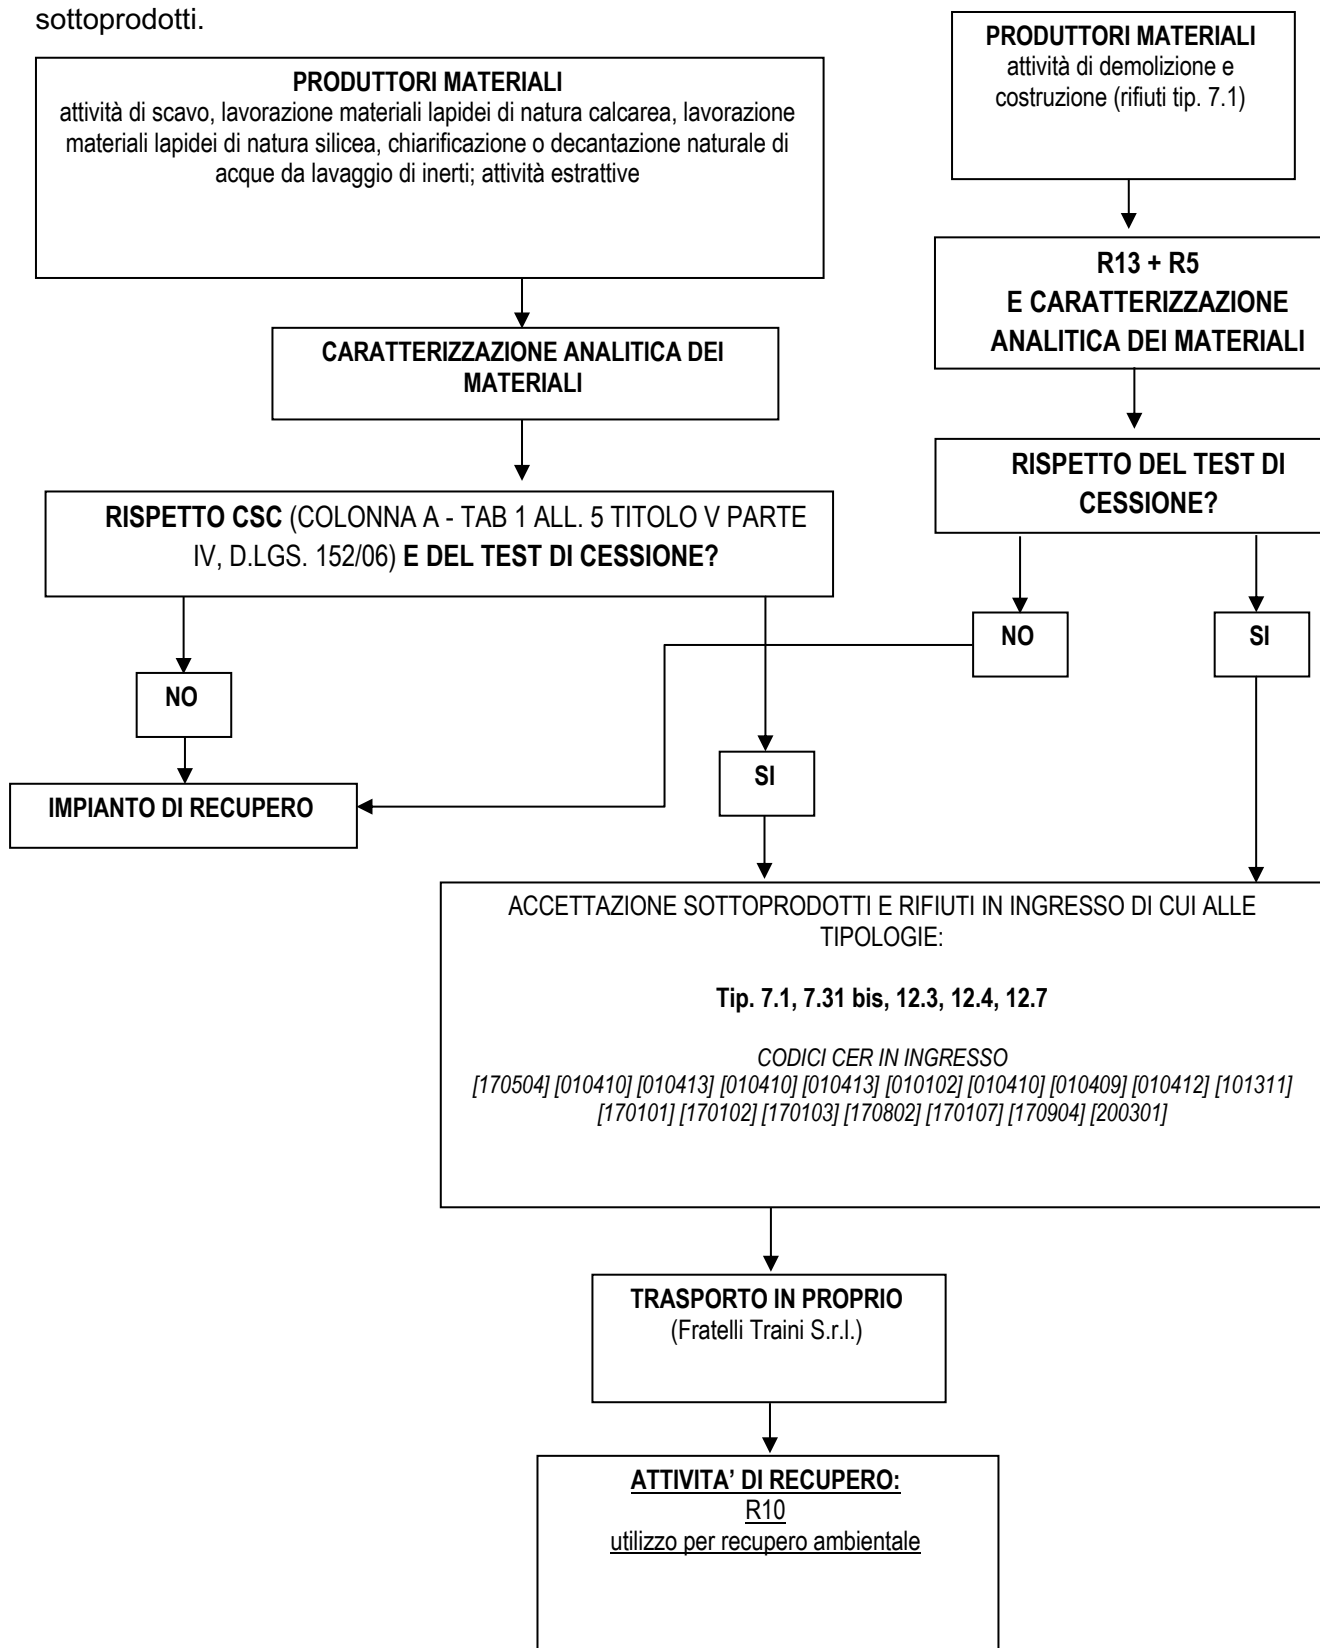 sottoprodotti.
PRODUTTORI MATERIALI
attività di scavo, lavorazione materiali lapidei di natura calcarea, lavorazione
materiali lapidei di natura silicea, chiarificazione o decantazione naturale di
acque da lavaggio di inerti; attività estrattive
PRODUTTORI MATERIALI
attività di demolizione e
costruzione (rifiuti tip. 7.1)
R13 + R5
E CARATTERIZZAZIONE
ANALITICA DEI MATERIALI
CARATTERIZZAZIONE ANALITICA DEI
MATERIALI
RISPETTO DEL TEST DI
CESSIONE?
RISPETTO CSC (COLONNA A - TAB 1 ALL. 5 TITOLO V PARTE
IV, D.LGS. 152/06) E DEL TEST DI CESSIONE?
NO
SI
NO
SI
IMPIANTO DI RECUPERO
ACCETTAZIONE SOTTOPRODOTTI E RIFIUTI IN INGRESSO DI CUI ALLE
TIPOLOGIE:
Tip. 7.1, 7.31 bis, 12.3, 12.4, 12.7
CODICI CER IN INGRESSO
[170504] [010410] [010413] [010410] [010413] [010102] [010410] [010409] [010412] [101311]
[170101] [170102] [170103] [170802] [170107] [170904] [200301]
TRASPORTO IN PROPRIO
(Fratelli Traini S.r.l.)
ATTIVITA’ DI RECUPERO:
R10
utilizzo per recupero ambientale